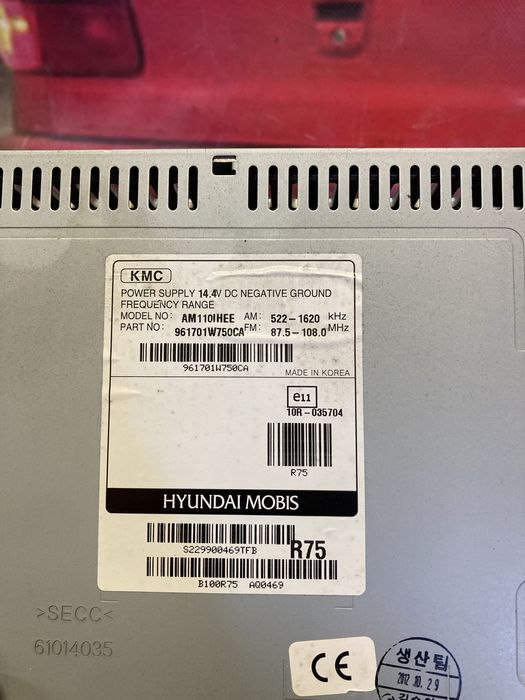 KMC
POWER SUPPLY 14.4V DC NEGATIVE GROUND
FREQUENCY RANGE
MODEL NO: AM110IHEE AM: 522-1620 kHz
PART NO: 961701W750CA FM: 87.5-108.0 MHz
961701W750CA
MADE IN KOREA
e11
10R-035704
R75
HYUNDAI MOBIS
S229900469TFB R75
B100R75 AQ0469
>SECC<
61014035
CE
생산팀
2012 10. 29